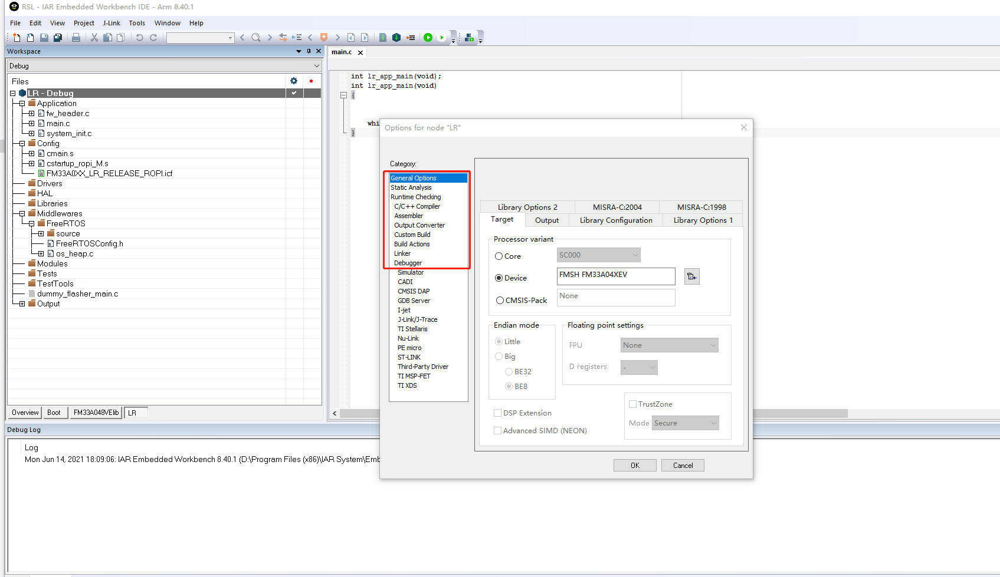 RSL - IAR Embedded Workbench IDE - Arm 8.40.1
File Edit View Project J-Link Tools Window Help
Workspace
Debug
Files
LR - Debug
Application
fw_header.c
main.c
system_init.c
Config
cmain.s
cstartup_ropi_M.s
FM33A0XX_LR_RELEASE_ROPI.icf
Drivers
HAL
Libraries
Middlewares
FreeRTOS
source
FreeRTOSConfig.h
os_heap.c
Modules
Tests
TestTools
dummy_flasher_main.c
Output
Overview Boot FM33A048VElib LR
main.c
int lr_app_main(void);
int lr_app_main(void)
{
whi
}
Options for node "LR"
Category:
General Options
Static Analysis
Runtime Checking
C/C++ Compiler
Assembler
Output Converter
Custom Build
Build Actions
Linker
Debugger
Simulator
CADI
CMSIS DAP
GDB Server
I-jet
J-Link/J-Trace
TI Stellaris
Nu-Link
PE micro
ST-LINK
Third-Party Driver
TI MSP-FET
TI XDS
Library Options 2 MISRA-C:2004 MISRA-C:1998
Target Output Library Configuration Library Options 1
Processor variant
Core SC000
Device FMSH FM33A04XEV
CMSIS-Pack None
Endian mode
Little
Big
BE32
BE8
Floating point settings
FPU None
D registers -
DSP Extension
Advanced SIMD (NEON)
TrustZone
Mode Secure
OK Cancel
Debug Log
Log
Mon Jun 14, 2021 18:09:06: IAR Embedded Workbench 8.40.1 (D:\Program Files (x86)\IAR System\Emb